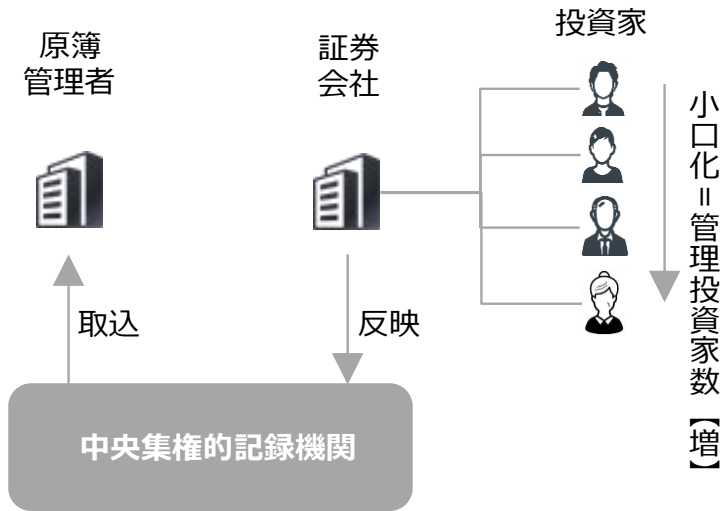 原簿
管理者
証券
会社
投資家
小口化=管理投資家数【増】
取込
反映
中央集権的記録機関